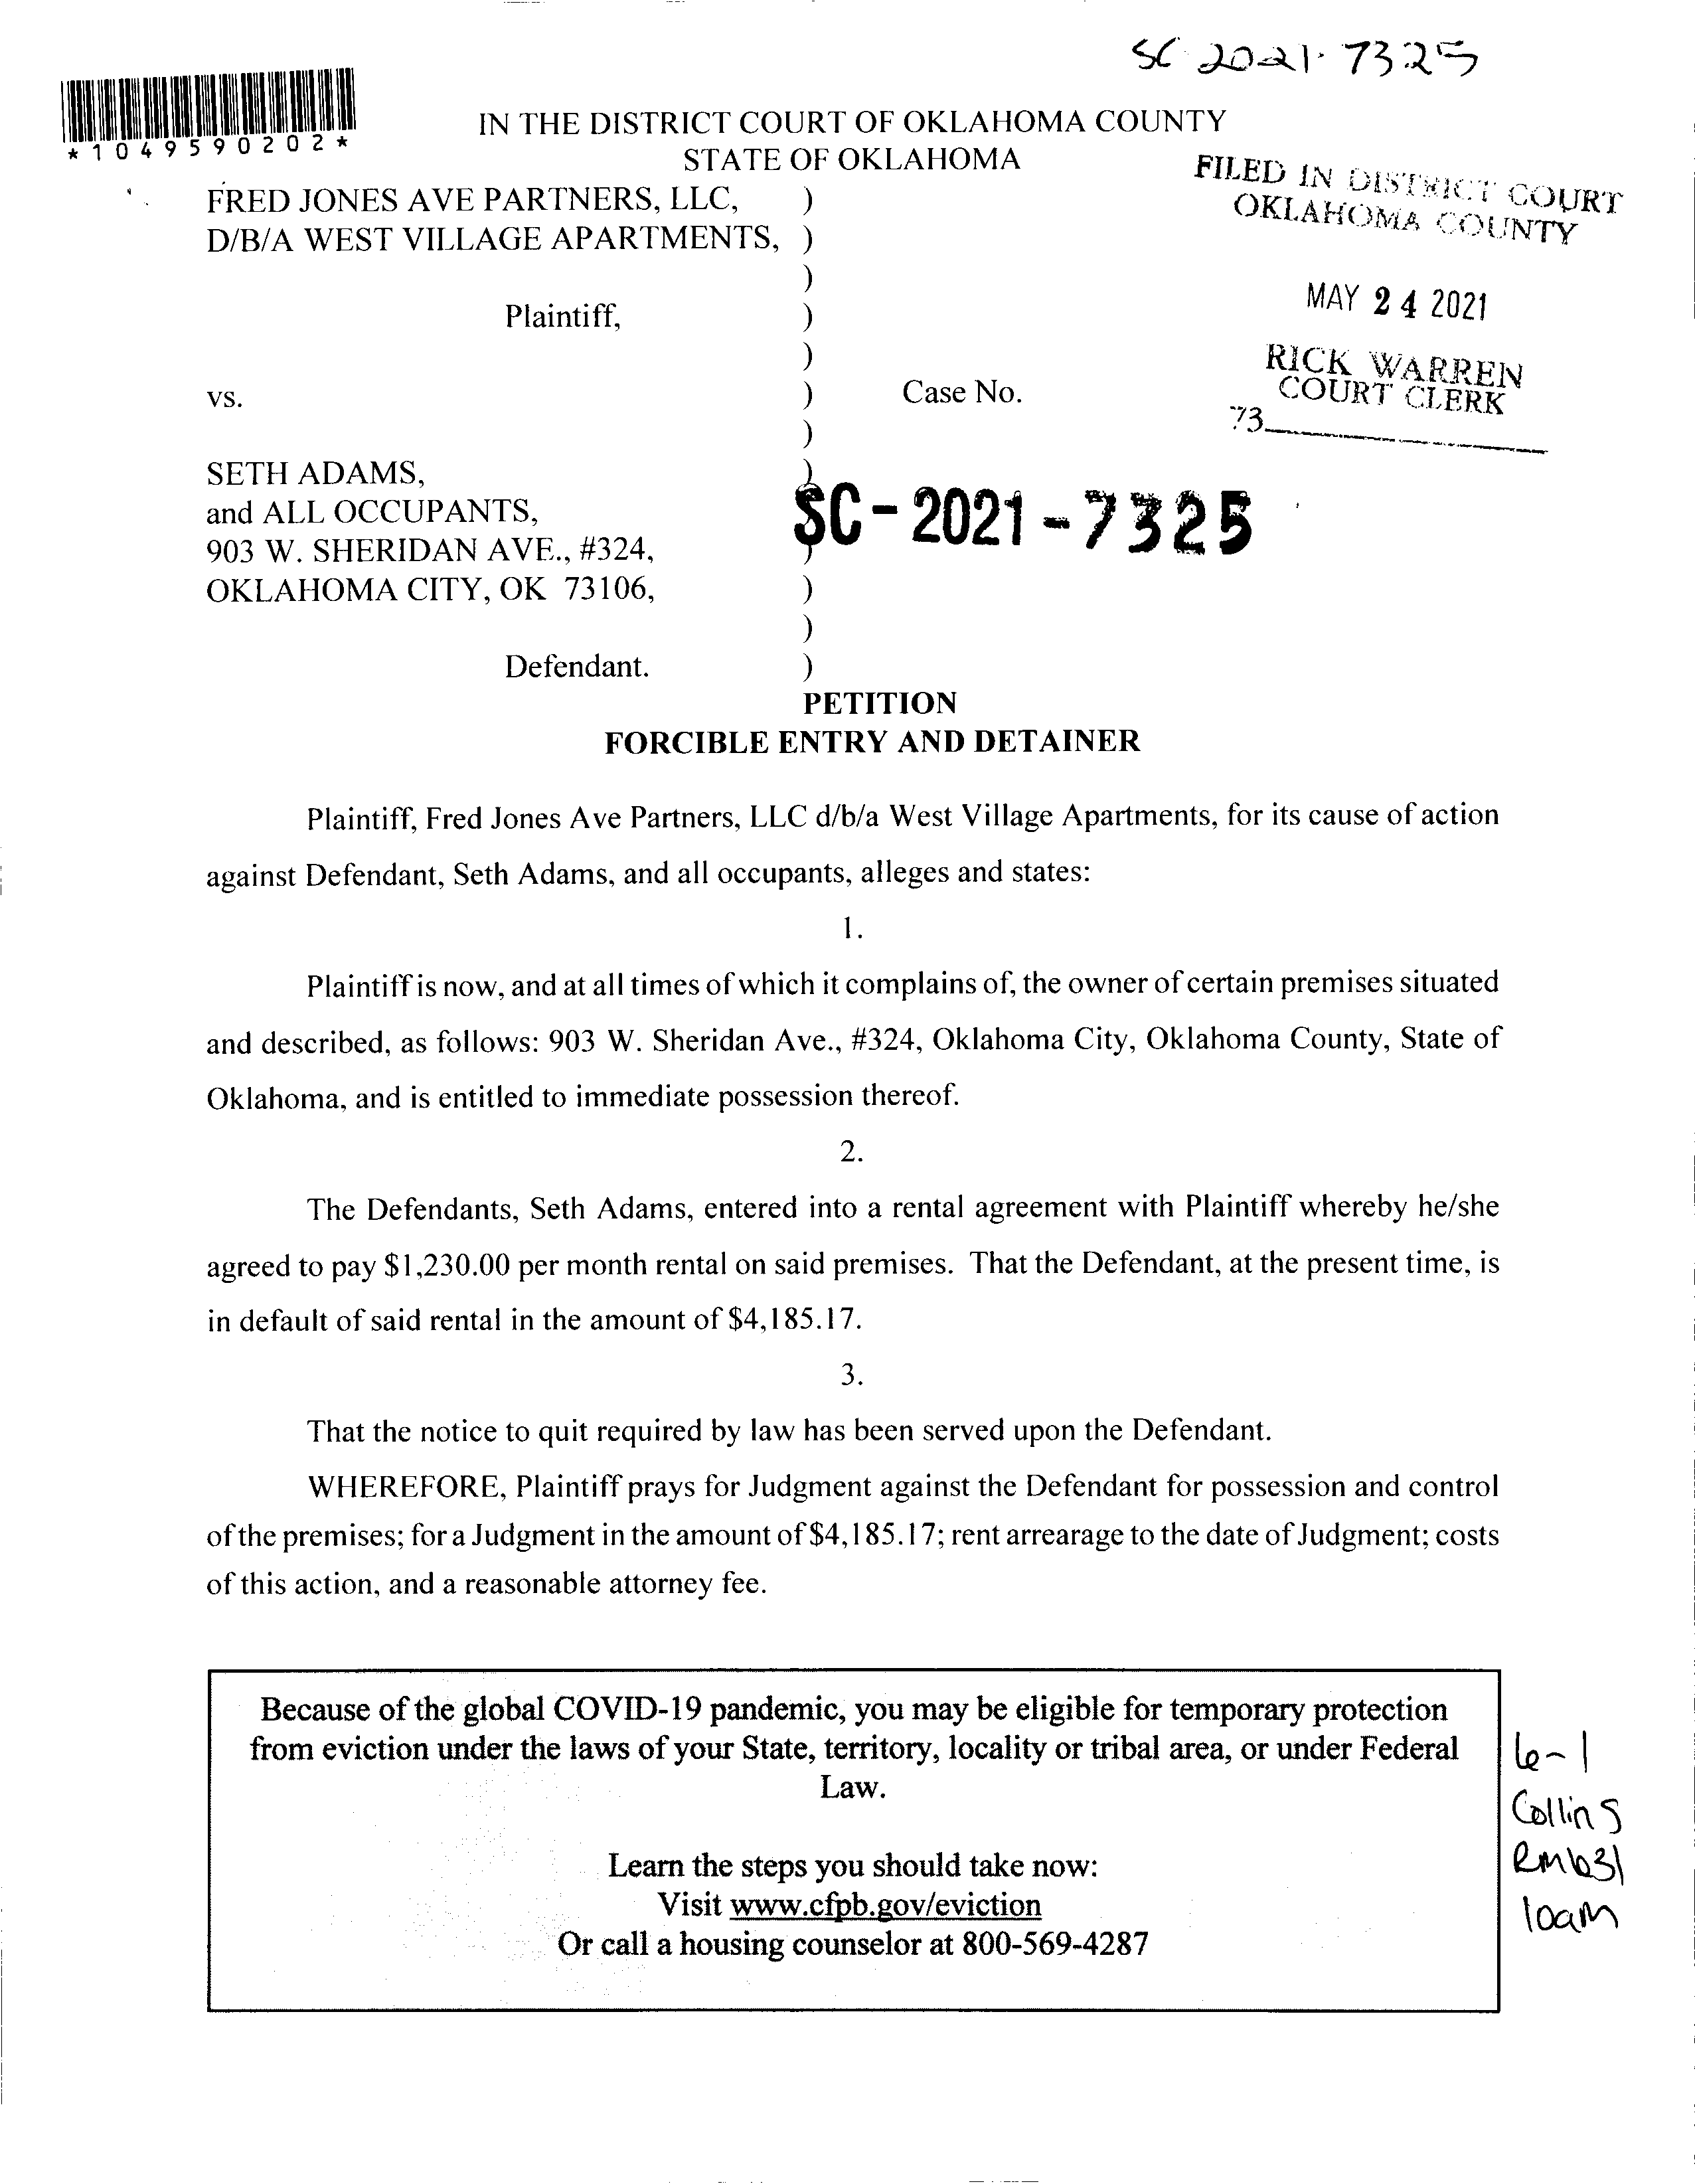 SC 2021-7325
*1049590202*
IN THE DISTRICT COURT OF OKLAHOMA COUNTY
STATE OF OKLAHOMA
FILED IN DISTRICT COURT
OKLAHOMA COUNTY
MAY 24 2021
RICK WARREN
COURT CLERK
73
FRED JONES AVE PARTNERS, LLC, )
D/B/A WEST VILLAGE APARTMENTS, )
)
Plaintiff, )
)
vs. ) Case No.
)
SETH ADAMS, )
and ALL OCCUPANTS, ) SC-2021-7325
903 W. SHERIDAN AVE., #324, )
OKLAHOMA CITY, OK 73106, )
)
Defendant. )
PETITION
FORCIBLE ENTRY AND DETAINER
Plaintiff, Fred Jones Ave Partners, LLC d/b/a West Village Apartments, for its cause of action
against Defendant, Seth Adams, and all occupants, alleges and states:
1.
Plaintiff is now, and at all times of which it complains of, the owner of certain premises situated
and described, as follows: 903 W. Sheridan Ave., #324, Oklahoma City, Oklahoma County, State of
Oklahoma, and is entitled to immediate possession thereof.
2.
The Defendants, Seth Adams, entered into a rental agreement with Plaintiff whereby he/she
agreed to pay $1,230.00 per month rental on said premises. That the Defendant, at the present time, is
in default of said rental in the amount of $4,185.17.
3.
That the notice to quit required by law has been served upon the Defendant.
WHEREFORE, Plaintiff prays for Judgment against the Defendant for possession and control
of the premises; for a Judgment in the amount of $4,185.17; rent arrearage to the date of Judgment; costs
of this action, and a reasonable attorney fee.
Because of the global COVID-19 pandemic, you may be eligible for temporary protection
from eviction under the laws of your State, territory, locality or tribal area, or under Federal
Law.
Learn the steps you should take now:
Visit www.cfpb.gov/eviction
Or call a housing counselor at 800-569-4287
6-1
Collins
RM631
10am